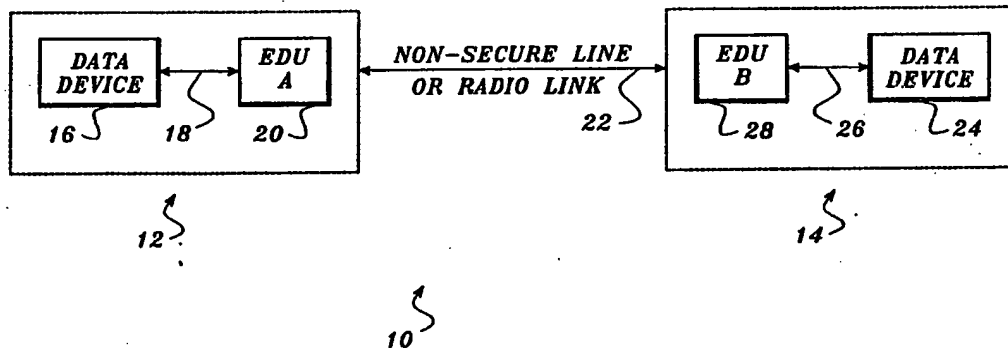 DATA
DEVICE
EDU
A
NON-SECURE LINE
OR RADIO LINK
EDU
B
DATA
DEVICE
16
18
20
22
28
26
24
12
14
10